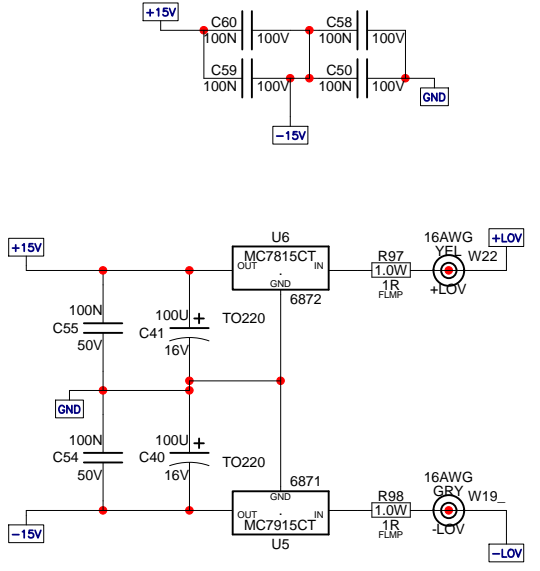 +15V
C60
100N
100V
C58
100N
100V
C59
100N
100V
C50
100N
100V
GND
−15V
U6
MC7815CT
OUT
IN
GND
6872
TO220
+15V
R97
1.0W
1R
FLMP
16AWG
YEL
W22
+LOV
+LOV
100N
C55
50V
100U
+
C41
16V
GND
100N
C54
50V
100U
+
C40
16V
TO220
6871
GND
OUT
IN
MC7915CT
U5
−15V
R98
1.0W
1R
FLMP
16AWG
GRY
W19_
-LOV
−LOV